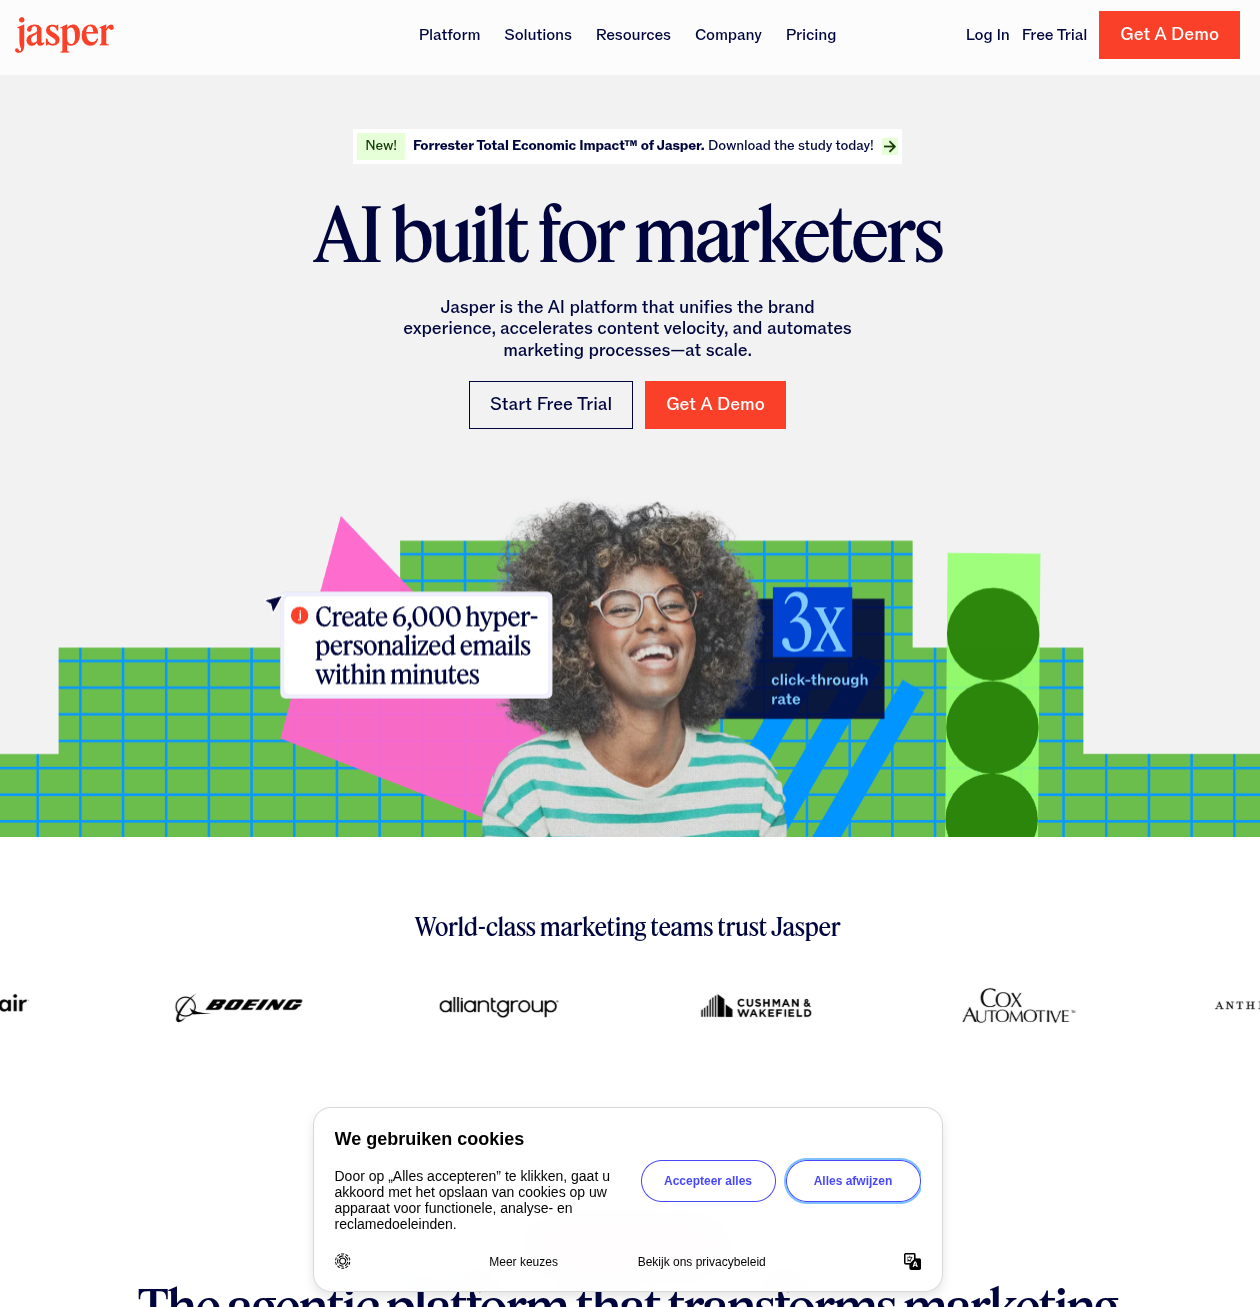 jasper
Platform Solutions Resources Company Pricing
Log In Free Trial Get A Demo
New! Forrester Total Economic Impact™ of Jasper. Download the study today!
AI built for marketers
Jasper is the AI platform that unifies the brand
experience, accelerates content velocity, and automates
marketing processes—at scale.
Start Free Trial Get A Demo
j Create 6,000 hyper-
personalized emails
within minutes
3x
click-through
rate
World-class marketing teams trust Jasper
air
BOEING
alliantgroup
CUSHMAN &
WAKEFIELD
COX
AUTOMOTIVE™
ANTH
We gebruiken cookies
Door op „Alles accepteren” te klikken, gaat u
akkoord met het opslaan van cookies op uw
apparaat voor functionele, analyse- en
reclamedoeleinden.
Accepteer alles Alles afwijzen
Meer keuzes Bekijk ons privacybeleid
The agentic platform that transforms marketing